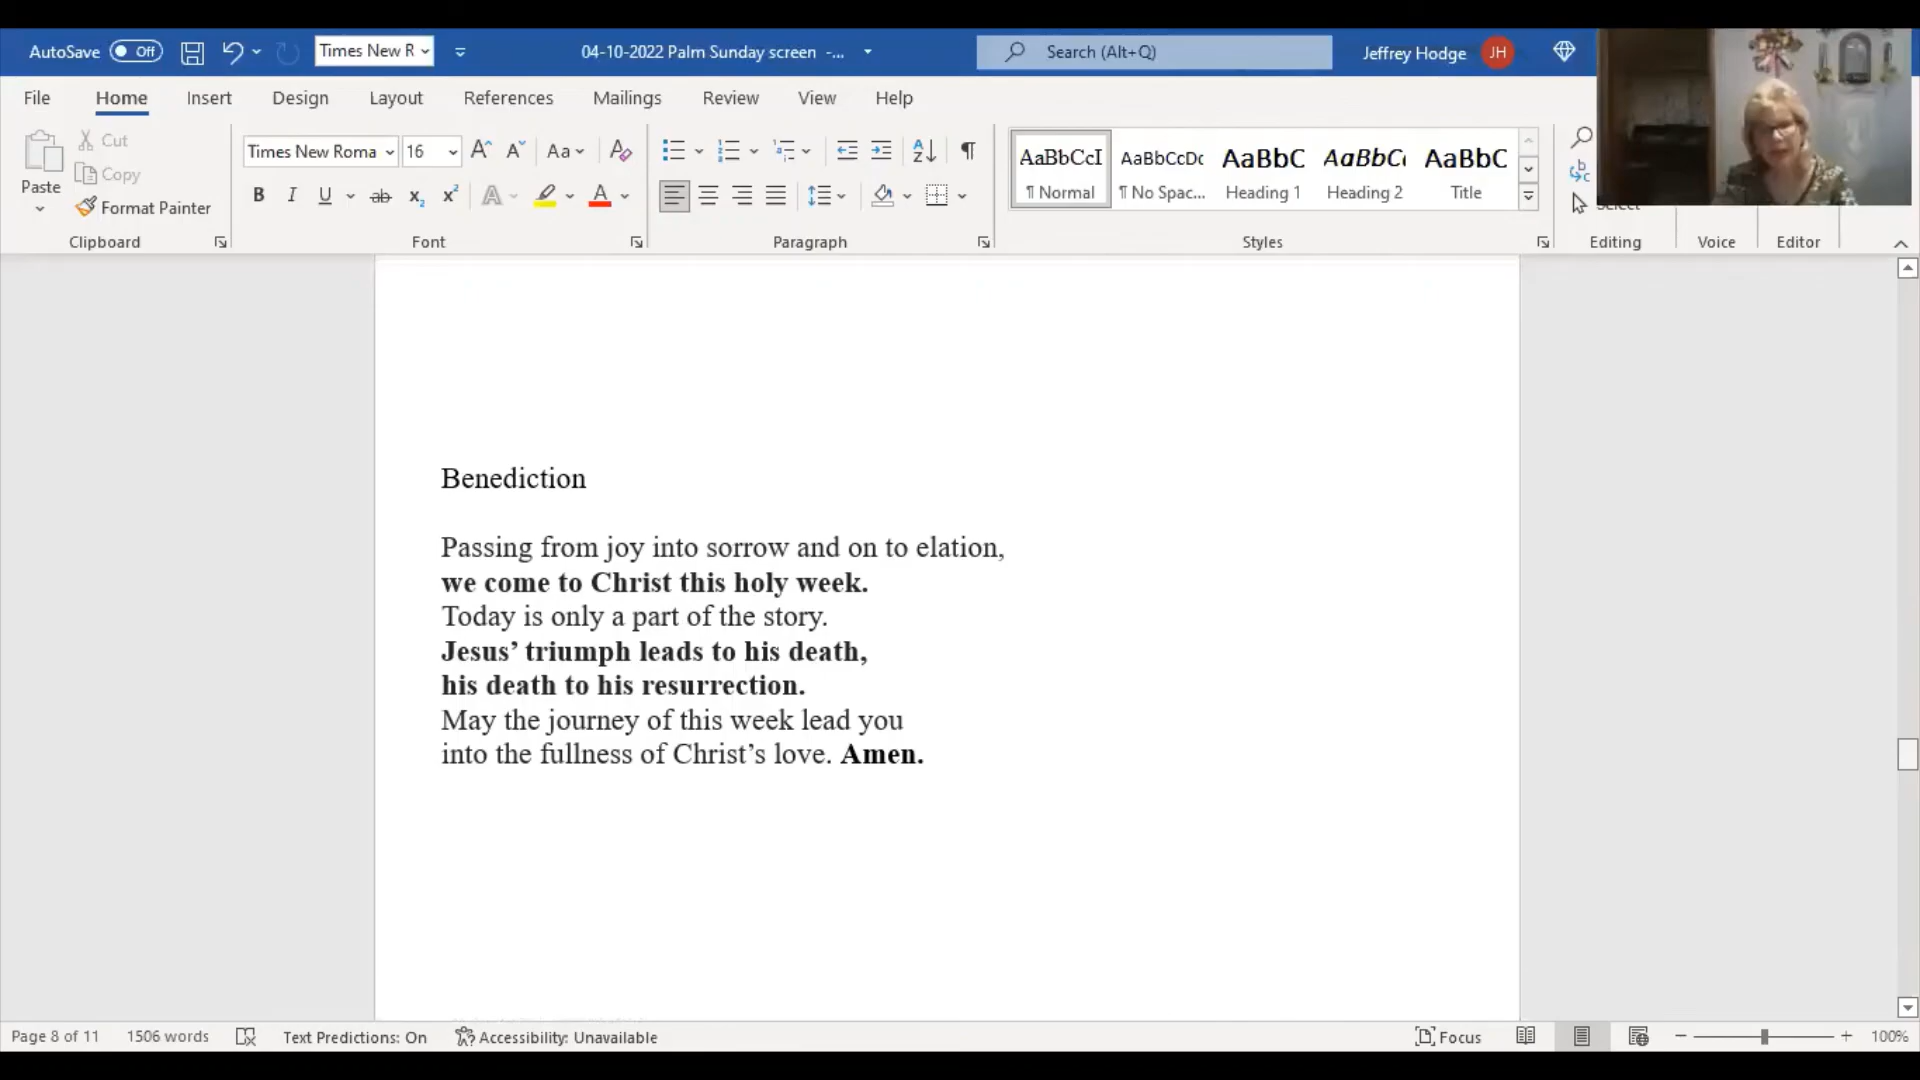 AutoSave Off Times New R 04-10-2022 Palm Sunday screen -... Search (Alt+Q) Jeffrey Hodge JH
File Home Insert Design Layout References Mailings Review View Help
Paste
Cut
Copy
Format Painter
Times New Roma 16 Aa
B I U ab x₂ x² A A
AaBbCcI AaBbCcDc AaBbC AaBbCc AaBbC
¶ Normal ¶ No Spac... Heading 1 Heading 2 Title
Select
Clipboard Font Paragraph Styles Editing Voice Editor
Benediction
Passing from joy into sorrow and on to elation,
we come to Christ this holy week.
Today is only a part of the story.
Jesus’ triumph leads to his death,
his death to his resurrection.
May the journey of this week lead you
into the fullness of Christ’s love. Amen.
Page 8 of 11 1506 words Text Predictions: On Accessibility: Unavailable Focus 100%